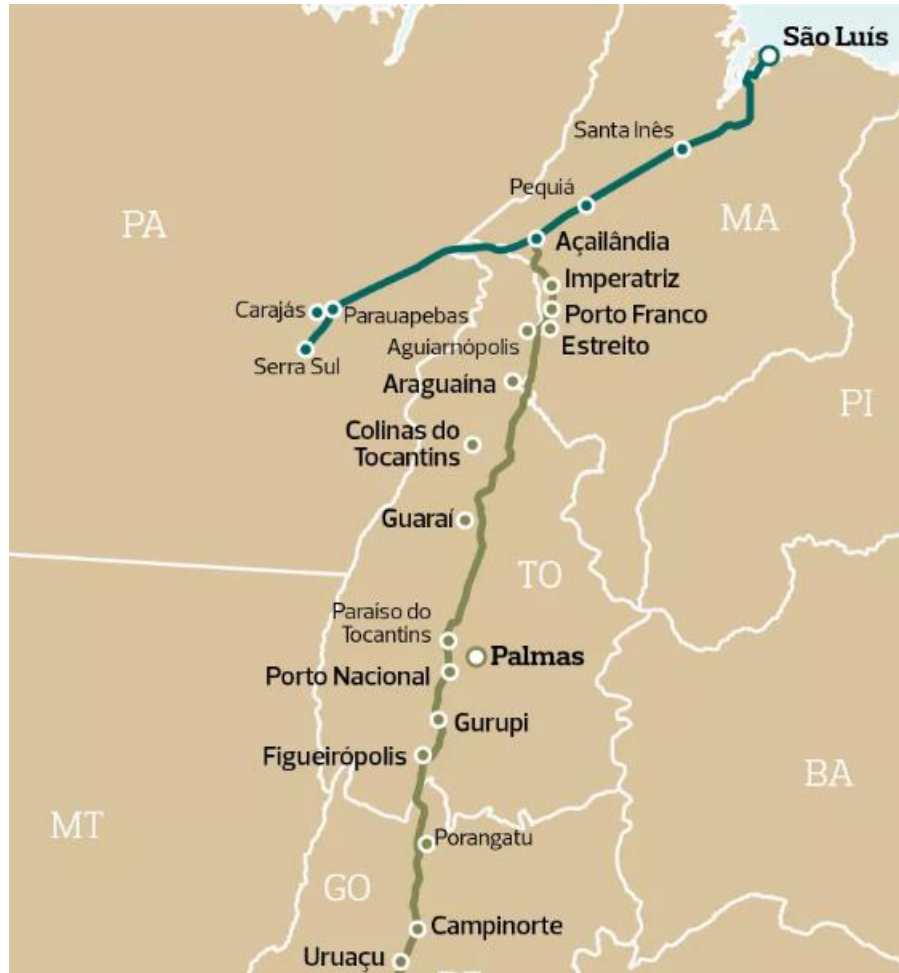 São Luís
Santa Inês
Pequiá
PA
MA
Açailândia
Imperatriz
Carajás
Parauapebas
Porto Franco
Aguiarnópolis
Estreito
Serra Sul
Araguaína
PI
Colinas do
Tocantins
Guaraí
TO
Paraíso do
Tocantins
Palmas
Porto Nacional
Gurupi
Figueirópolis
BA
MT
Porangatu
GO
Campinorte
Uruaçu